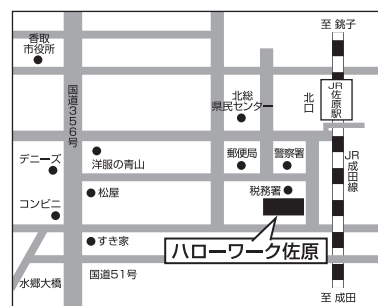 至 銚子
香取
市役所
国道356号
北総
県民センター
北口
JR
佐原駅
デニーズ
洋服の青山
郵便局
警察署
JR成田線
松屋
税務署
コンビニ
すき家
ハローワーク佐原
水郷大橋
国道51号
至 成田